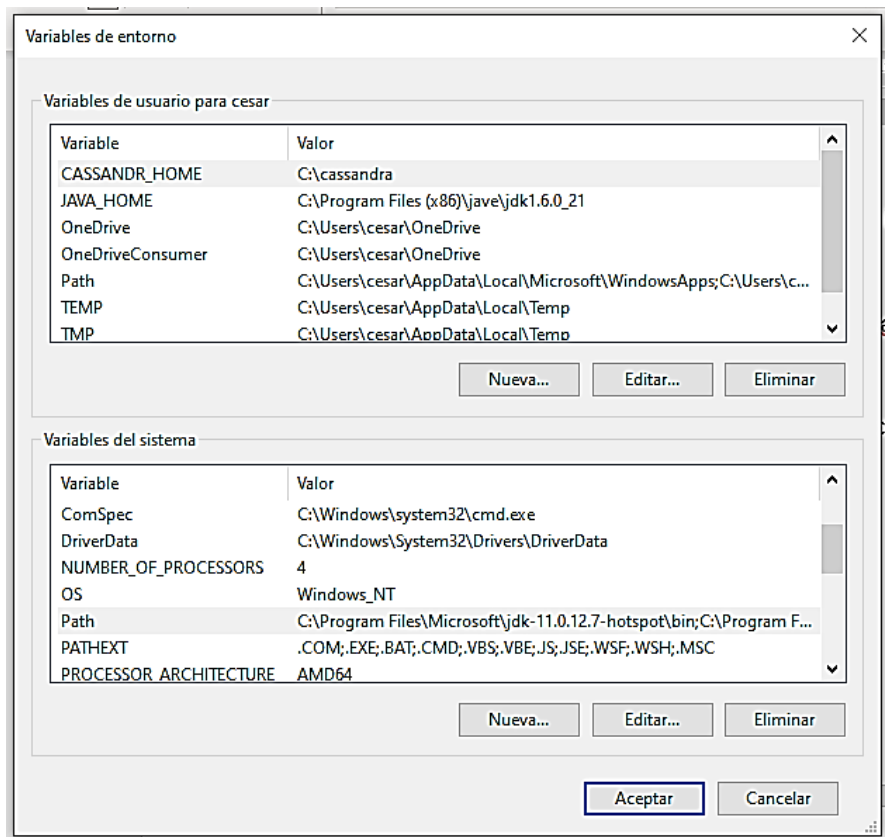 Variables de entorno
Variables de usuario para cesar
Variable Valor
CASSANDR_HOME C:\cassandra
JAVA_HOME C:\Program Files (x86)\jave\jdk1.6.0_21
OneDrive C:\Users\cesar\OneDrive
OneDriveConsumer C:\Users\cesar\OneDrive
Path C:\Users\cesar\AppData\Local\Microsoft\WindowsApps;C:\Users\c...
TEMP C:\Users\cesar\AppData\Local\Temp
TMP C:\Users\cesar\AppData\Local\Temp
Nueva... Editar... Eliminar
Variables del sistema
Variable Valor
ComSpec C:\Windows\system32\cmd.exe
DriverData C:\Windows\System32\Drivers\DriverData
NUMBER_OF_PROCESSORS 4
OS Windows_NT
Path C:\Program Files\Microsoft\jdk-11.0.12.7-hotspot\bin;C:\Program F...
PATHEXT .COM;.EXE;.BAT;.CMD;.VBS;.VBE;.JS;.JSE;.WSF;.WSH;.MSC
PROCESSOR_ARCHITECTURE AMD64
Nueva... Editar... Eliminar
Aceptar Cancelar